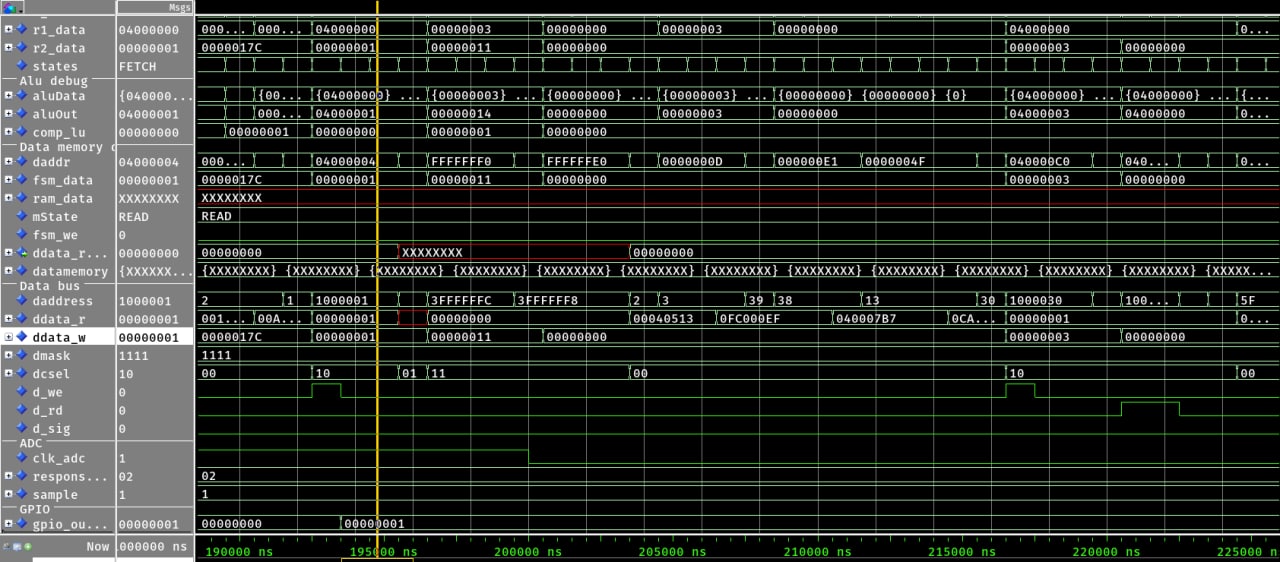 Msgs
r1_data 04000000 000... 000... 04000000 00000003 00000000 00000003 00000000 04000000 0...
r2_data 00000001 0000017C 00000001 00000011 00000000 00000003 00000000
states FETCH
Alu debug
aluData {040000... {00... {04000000} ... {00000003} ... {00000000} ... {00000003} ... {00000000} {00000000} {0} {04000000} ... {04000000} ... {...
aluOut 04000001 000... 04000001 00000014 00000000 00000003 00000000 04000003 04000000 0...
comp_lu 00000000 00000001 00000000 00000001 00000000
Data memory
daddr 04000004 000... 04000004 FFFFFFF0 FFFFFFE0 0000000D 000000E1 0000004F 040000C0 040... 0...
fsm_data 00000001 0000017C 00000001 00000011 00000000 00000003 00000000
ram_data XXXXXXXX XXXXXXXX
mState READ READ
fsm_we 0
ddata_r... 00000000 00000000 XXXXXXXX 00000000
datamemory {XXXXXX... {XXXXXXXX} {XXXXXXXX} {XXXXXXXX} {XXXXXXXX} {XXXXXXXX} {XXXXXXXX} {XXXXXXXX} {XXXXXXXX} {XXXXXXXX} {XXXXXXXX} {XXXXXXXX} {XXXXXXXX} {XXXXX...
Data bus
daddress 1000001 2 1 1000001 3FFFFFFC 3FFFFFF8 2 3 39 38 13 30 1000030 100... 5F
ddata_r 00000001 001... 00A... 00000001 00000000 00040513 0FC000EF 040007B7 0CA... 00000001 0...
ddata_w 00000001 0000017C 00000001 00000011 00000000 00000003 00000000
dmask 1111 1111
dcsel 10 00 10 01 11 00 10 00
d_we 0
d_rd 0
d_sig 0
ADC
clk_adc 1
respons... 02 02
sample 1 1
GPIO
gpio_ou... 00000001 00000000 00000001
Now .000000 ns 190000 ns 195000 ns 200000 ns 205000 ns 210000 ns 215000 ns 220000 ns 225000 n